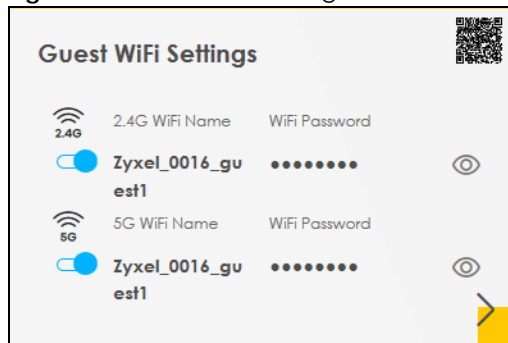 Guest WiFi Settings
2.4G WiFi Name WiFi Password
2.4G
Zyxel_0016_gu ••••••••
est1
5G WiFi Name WiFi Password
5G
Zyxel_0016_gu ••••••••
est1